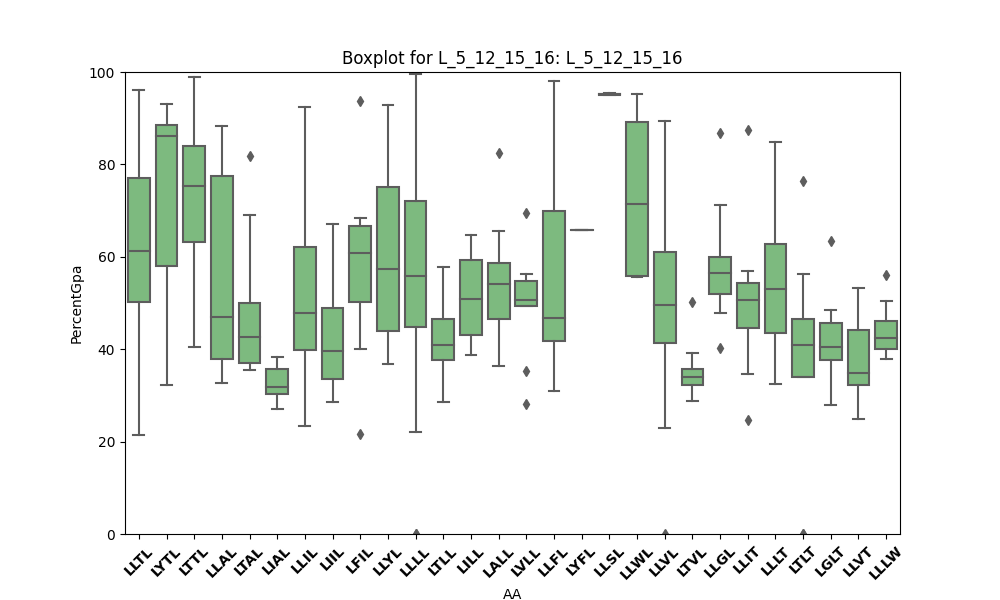 Boxplot for L_5_12_15_16: L_5_12_15_16
100
80
60
40
20
0
PercentGpa
LLTL LYTL LTTL LLAL LTAL LIAL LLIL LIIL LFIL LLYL LLLL LTLL LILL LALL LVLL LLFL LYFL LLSL LLWL LLVL LTVL LLGL LLIT LLLT LTLT LGLT LLVT LLLW
AA